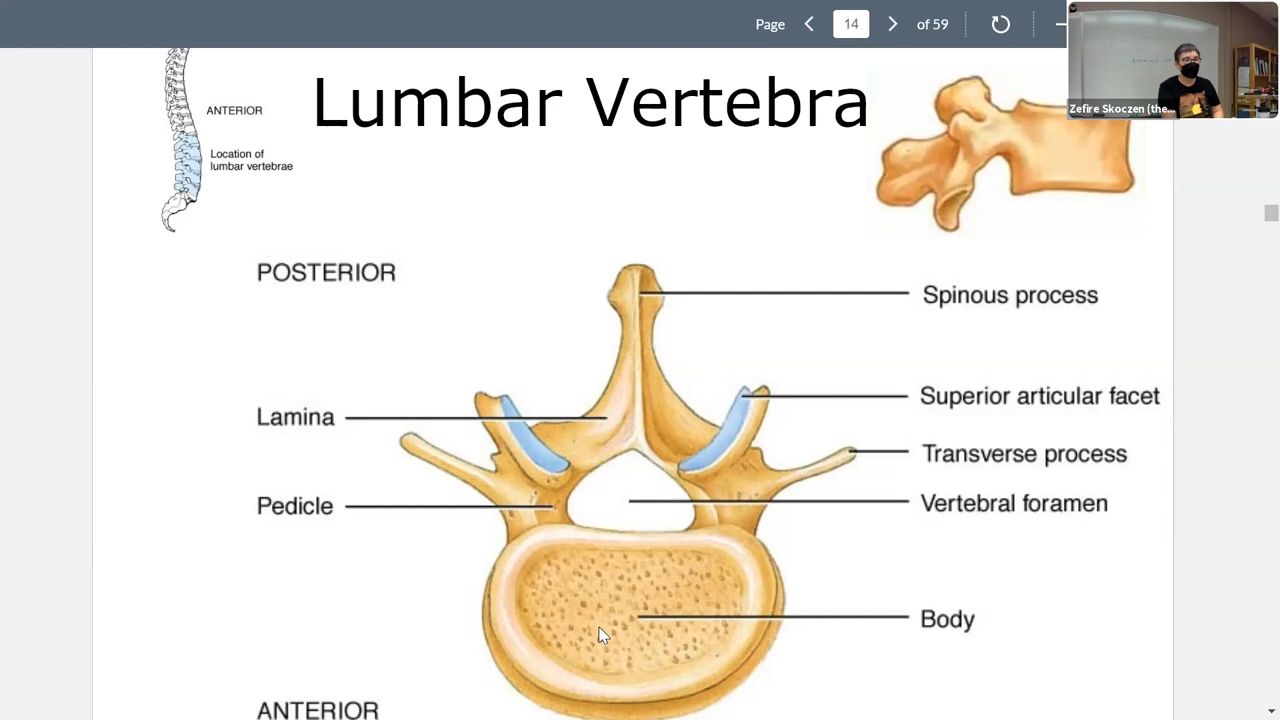 Page 14 of 59
Zefire Skoczen (the...
Lumbar Vertebra
ANTERIOR
Location of
lumbar vertebrae
POSTERIOR
Spinous process
Superior articular facet
Lamina
Transverse process
Vertebral foramen
Pedicle
Body
ANTERIOR